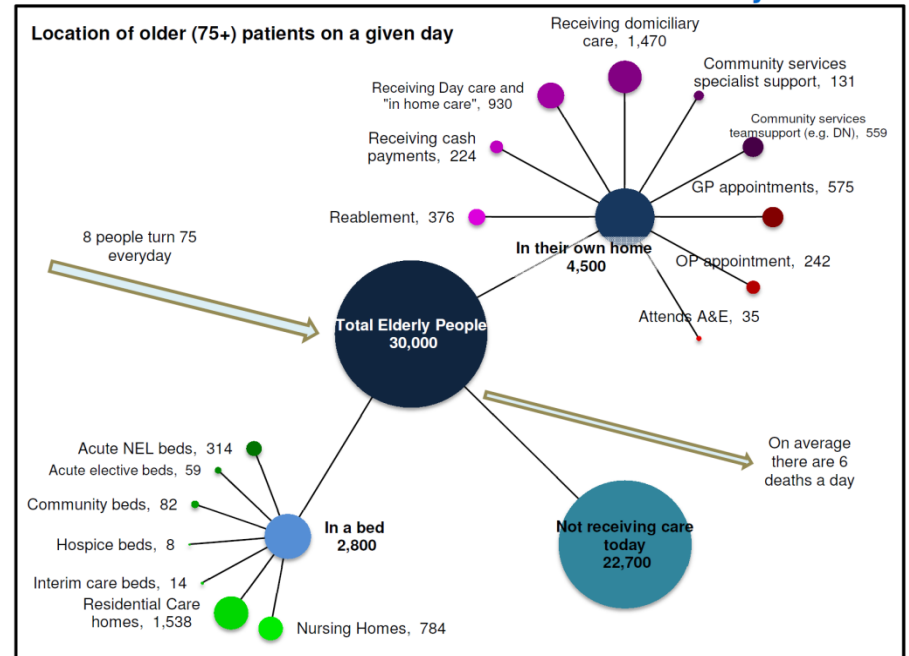 Location of older (75+) patients on a given day
Receiving domiciliary
care, 1,470
Community services
specialist support, 131
Receiving Day care and
"in home care", 930
Community services
teamsupport (e.g. DN), 559
Receiving cash
payments, 224
GP appointments, 575
Reablement, 376
In their own home
4,500
OP appointment, 242
Attends A&E, 35
8 people turn 75
everyday
Total Elderly People
30,000
On average
there are 6
deaths a day
Acute NEL beds, 314
Acute elective beds, 59
Community beds, 82
Hospice beds, 8
Interim care beds, 14
Residential Care
homes, 1,538
Nursing Homes, 784
In a bed
2,800
Not receiving care
today
22,700